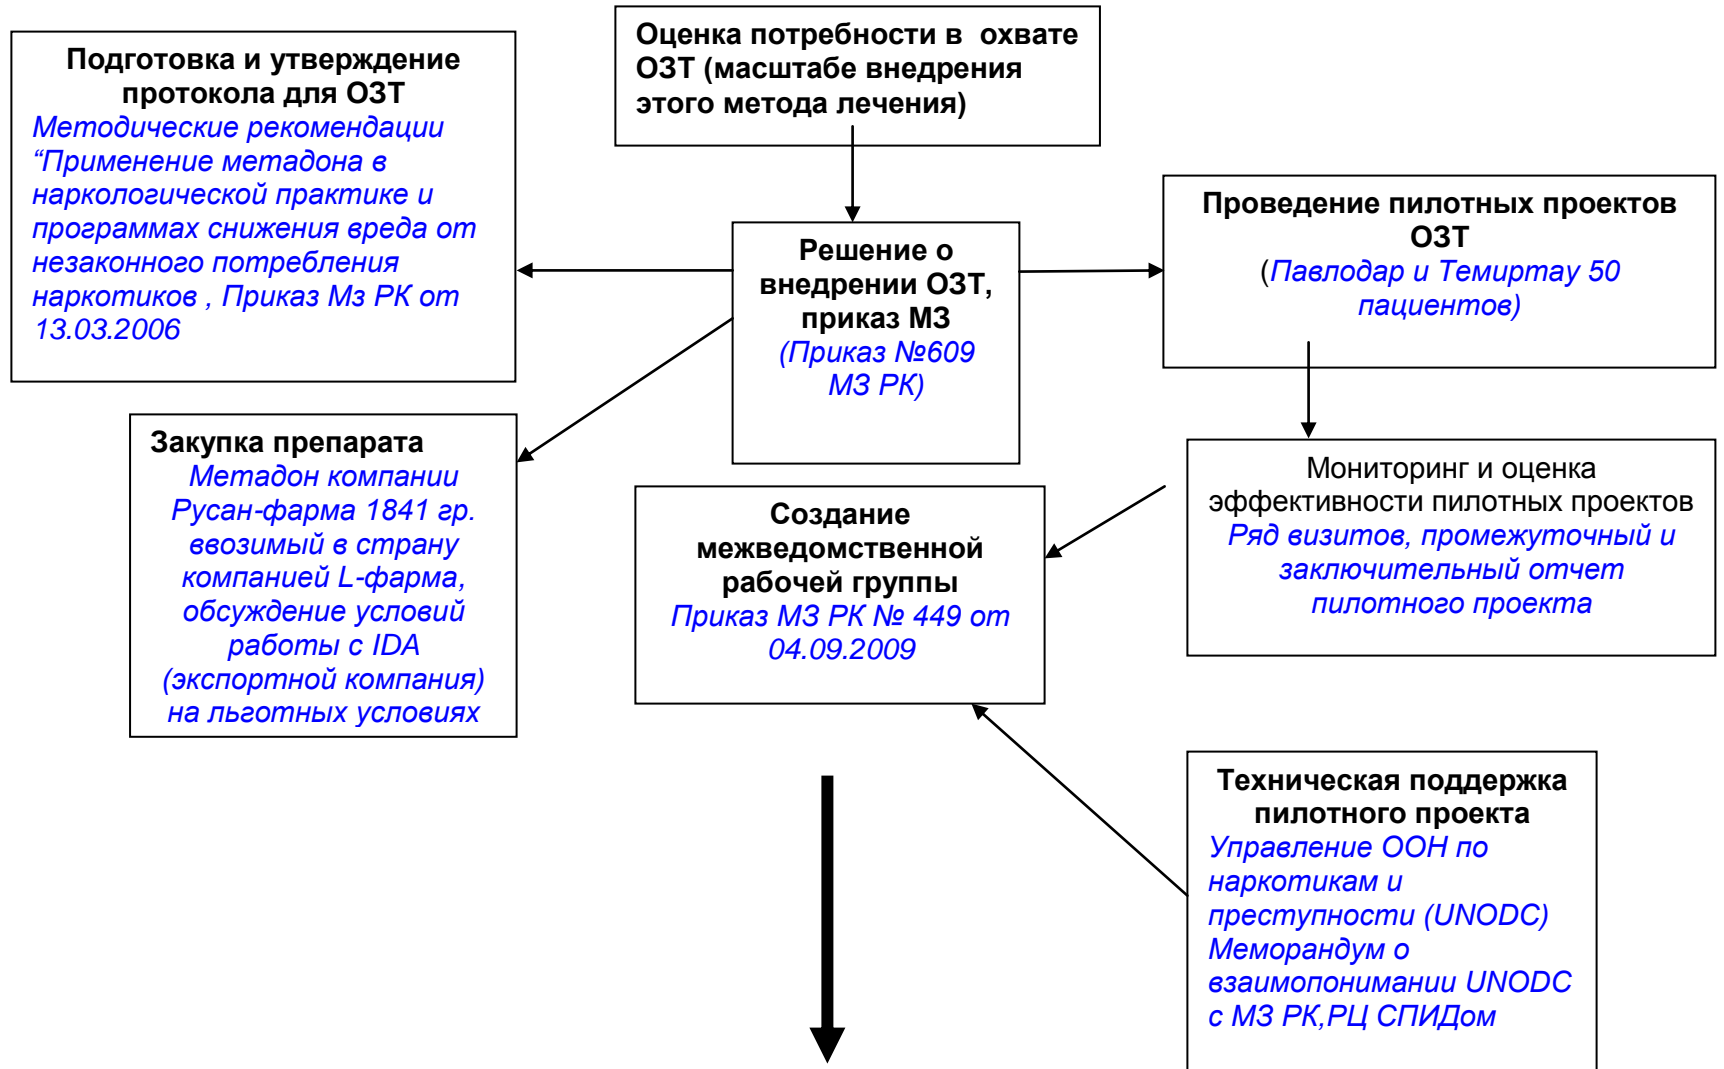 Оценка потребности в охвате
ОЗТ (масштабе внедрения
этого метода лечения)
Подготовка и утверждение
протокола для ОЗТ
Методические рекомендации
“Применение метадона в
наркологической практике и
программах снижения вреда от
незаконного потребления
наркотиков , Приказ Мз РК от
13.03.2006
Решение о
внедрении ОЗТ,
приказ МЗ
(Приказ №609
МЗ РК)
Проведение пилотных проектов
ОЗТ
(Павлодар и Темиртау 50
пациентов)
Закупка препарата
Метадон компании
Русан-фарма 1841 гр.
ввозимый в страну
компанией L-фарма,
обсуждение условий
работы с IDA
(экспортной компания)
на льготных условиях
Создание
межведомственной
рабочей группы
Приказ МЗ РК № 449 от
04.09.2009
Мониторинг и оценка
эффективности пилотных проектов
Ряд визитов, промежуточный и
заключительный отчет
пилотного проекта
Техническая поддержка
пилотного проекта
Управление ООН по
наркотикам и
преступности (UNODC)
Меморандум о
взаимопонимании UNODC
с МЗ РК,РЦ СПИДом